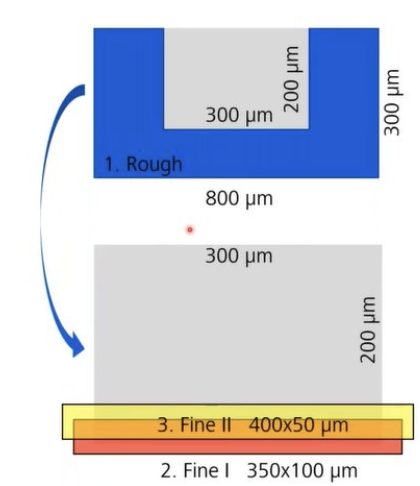 200 µm
300 µm
300 µm
1. Rough
800 µm
300 µm
200 µm
3. Fine II 400x50 µm
2. Fine I 350x100 µm